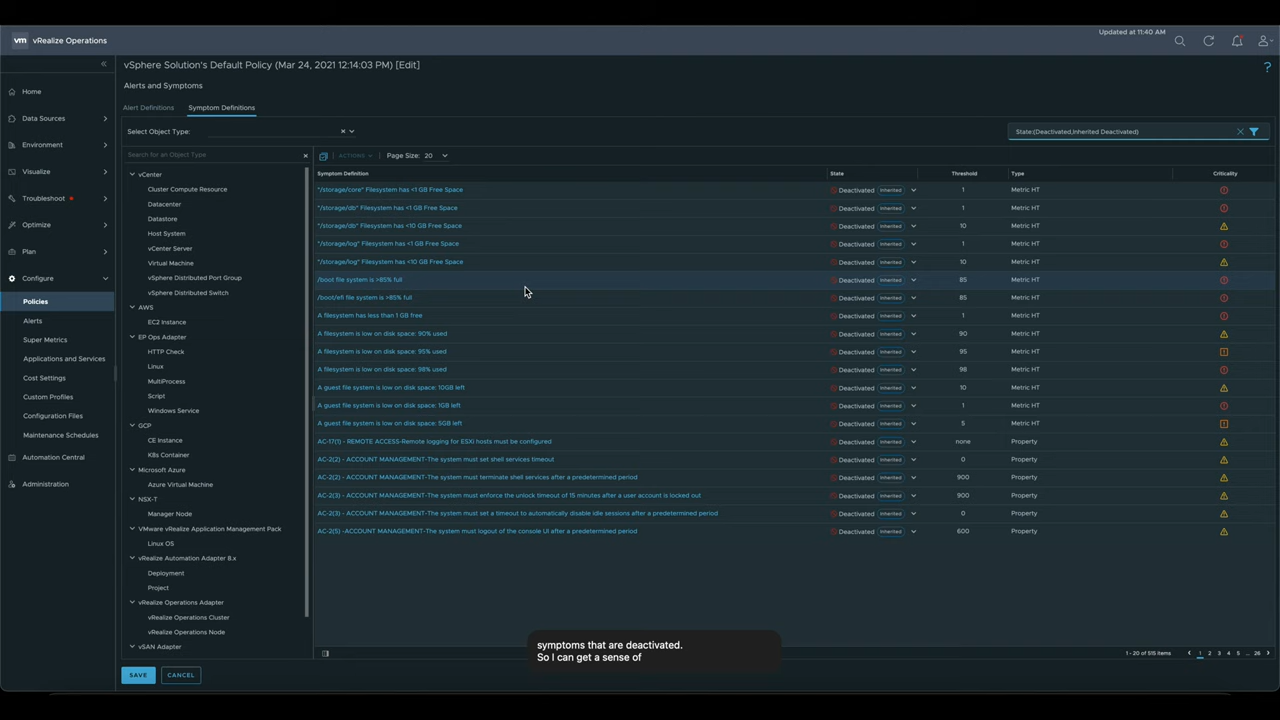 Updated at 11:40 AM
vm vRealize Operations
vSphere Solution's Default Policy (Mar 24, 2021 12:14:03 PM) [Edit]
Alerts and Symptoms
Alert Definitions Symptom Definitions
Select Object Type:
State:(Deactivated,Inherited Deactivated)
Home
Data Sources
Environment
Visualize
Troubleshoot
Optimize
Plan
Configure
Policies
Alerts
Super Metrics
Applications and Services
Cost Settings
Custom Profiles
Configuration Files
Maintenance Schedules
Automation Central
Administration
Search for an Object Type
vCenter
Cluster Compute Resource
Datacenter
Datastore
Host System
vCenter Server
Virtual Machine
vSphere Distributed Port Group
vSphere Distributed Switch
AWS
EC2 Instance
EP Ops Adapter
HTTP Check
Linux
MultiProcess
Script
Windows Service
GCP
CE Instance
KBs Container
Microsoft Azure
Azure Virtual Machine
NSX-T
Manager Node
VMware vRealize Application Management Pack
Linux OS
vRealize Automation Adapter 8.x
Deployment
Project
vRealize Operations Adapter
vRealize Operations Cluster
vRealize Operations Node
vSAN Adapter
ACTIONS Page Size: 20
Symptom Definition State Threshold Type Criticality
"/storage/core" Filesystem has <1 GB Free Space Deactivated Inherited 1 Metric HT
"/storage/db" Filesystem has <1 GB Free Space Deactivated Inherited 1 Metric HT
"/storage/db" Filesystem has <10 GB Free Space Deactivated Inherited 10 Metric HT
"/storage/log" Filesystem has <1 GB Free Space Deactivated Inherited 1 Metric HT
"/storage/log" Filesystem has <10 GB Free Space Deactivated Inherited 10 Metric HT
/boot file system is >85% full Deactivated Inherited 85 Metric HT
/boot/efi file system is >85% full Deactivated Inherited 85 Metric HT
A filesystem has less than 1 GB free Deactivated Inherited 1 Metric HT
A filesystem is low on disk space: 90% used Deactivated Inherited 90 Metric HT
A filesystem is low on disk space: 95% used Deactivated Inherited 95 Metric HT
A filesystem is low on disk space: 98% used Deactivated Inherited 98 Metric HT
A guest file system is low on disk space: 10GB left Deactivated Inherited 10 Metric HT
A guest file system is low on disk space: 1GB left Deactivated Inherited 1 Metric HT
A guest file system is low on disk space: 5GB left Deactivated Inherited 5 Metric HT
AC-17(1) - REMOTE ACCESS-Remote logging for ESXi hosts must be configured Deactivated Inherited none Property
AC-2(2) - ACCOUNT MANAGEMENT-The system must set shell services timeout Deactivated Inherited 0 Property
AC-2(2) - ACCOUNT MANAGEMENT-The system must terminate shell services after a predetermined period Deactivated Inherited 900 Property
AC-2(3) - ACCOUNT MANAGEMENT-The system must enforce the unlock timeout of 15 minutes after a user account is locked out Deactivated Inherited 900 Property
AC-2(3) - ACCOUNT MANAGEMENT-The system must set a timeout to automatically disable idle sessions after a predetermined period Deactivated Inherited 0 Property
AC-2(5) -ACCOUNT MANAGEMENT-The system must logout of the console UI after a predetermined period Deactivated Inherited 600 Property
1 - 20 of 515 items 1 2 3 4 5 ... 26
SAVE CANCEL
symptoms that are deactivated.
So I can get a sense of